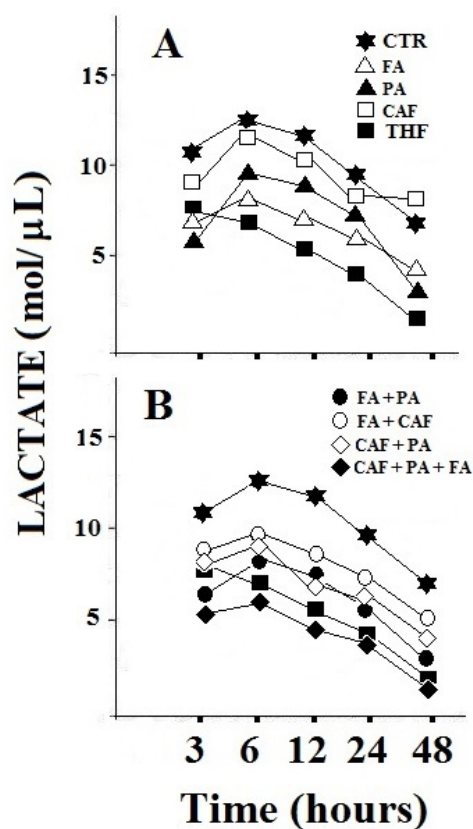 A
CTR
FA
PA
CAF
THF
15
10
5
LACTATE (mol/µL)
B
FA + PA
FA + CAF
CAF + PA
CAF + PA + FA
15
10
5
3 6 12 24 48
Time (hours)